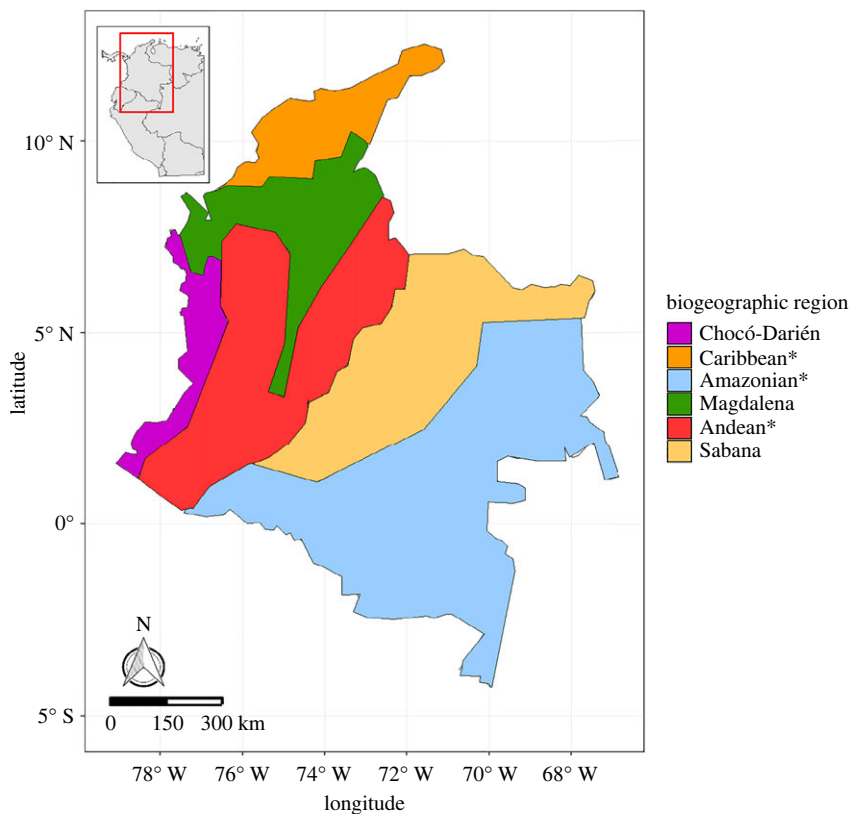 10° N
5° N
0°
5° S
latitude
N
0 150 300 km
78° W 76° W 74° W 72° W 70° W 68° W
longitude
biogeographic region
Chocó-Darién
Caribbean*
Amazonian*
Magdalena
Andean*
Sabana